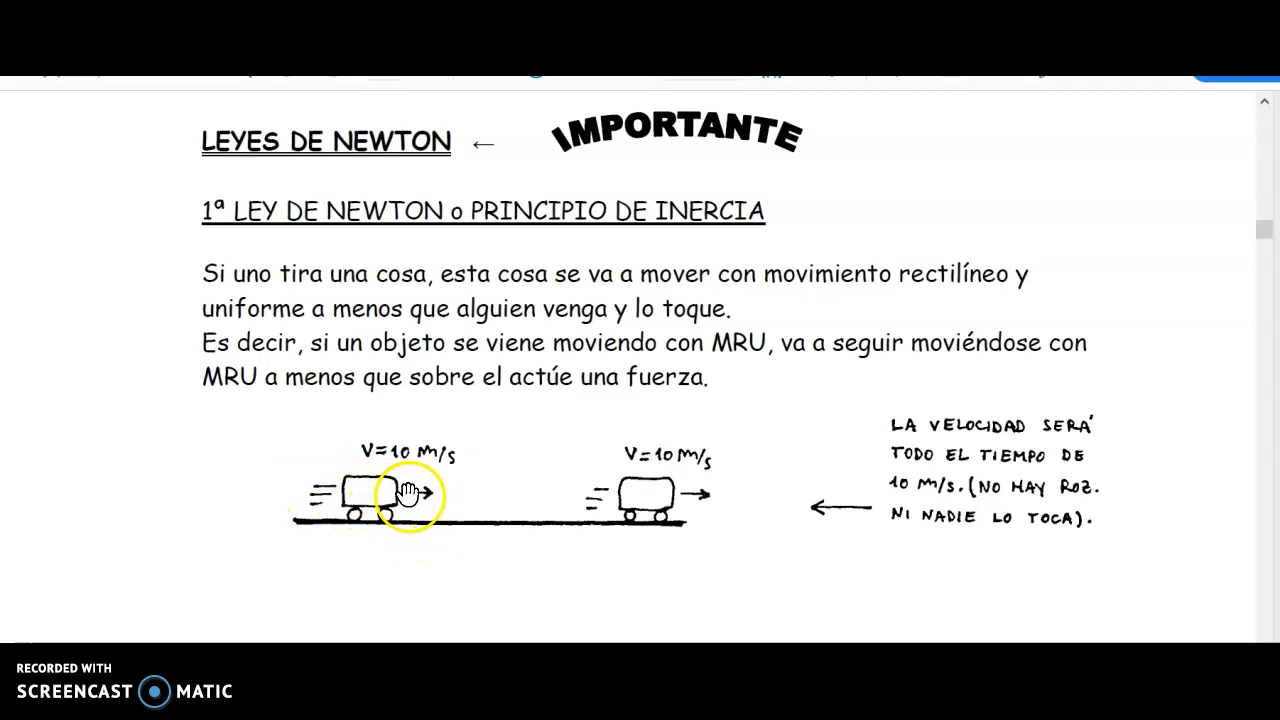 LEYES DE NEWTON ←
IMPORTANTE
1ª LEY DE NEWTON o PRINCIPIO DE INERCIA
Si uno tira una cosa, esta cosa se va a mover con movimiento rectilíneo y
uniforme a menos que alguien venga y lo toque.
Es decir, si un objeto se viene moviendo con MRU, va a seguir moviéndose con
MRU a menos que sobre el actúe una fuerza.
V=10 m/s
V=10 m/s
LA VELOCIDAD SERÁ
TODO EL TIEMPO DE
10 m/s. (NO HAY ROZ.
NI NADIE LO TOCA).
RECORDED WITH
SCREENCAST MATIC